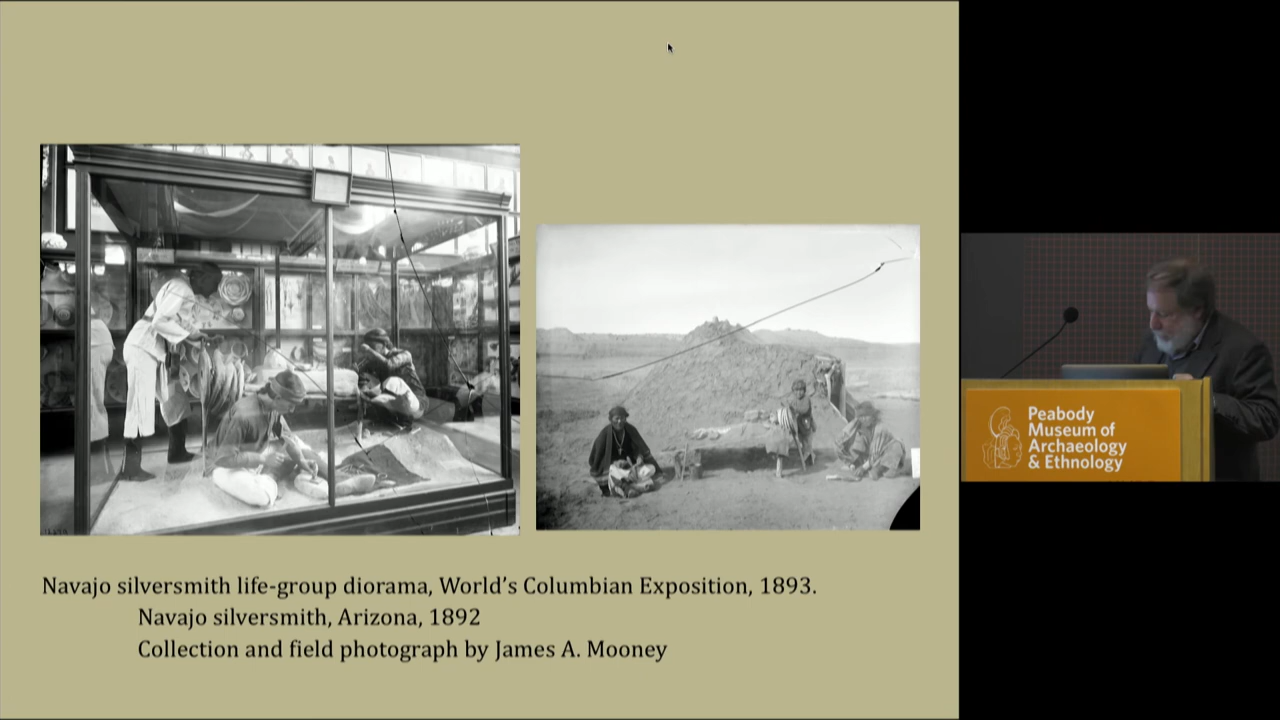 Navajo silversmith life-group diorama, World's Columbian Exposition, 1893.
Navajo silversmith, Arizona, 1892
Collection and field photograph by James A. Mooney
Peabody
Museum of
Archaeology
& Ethnology